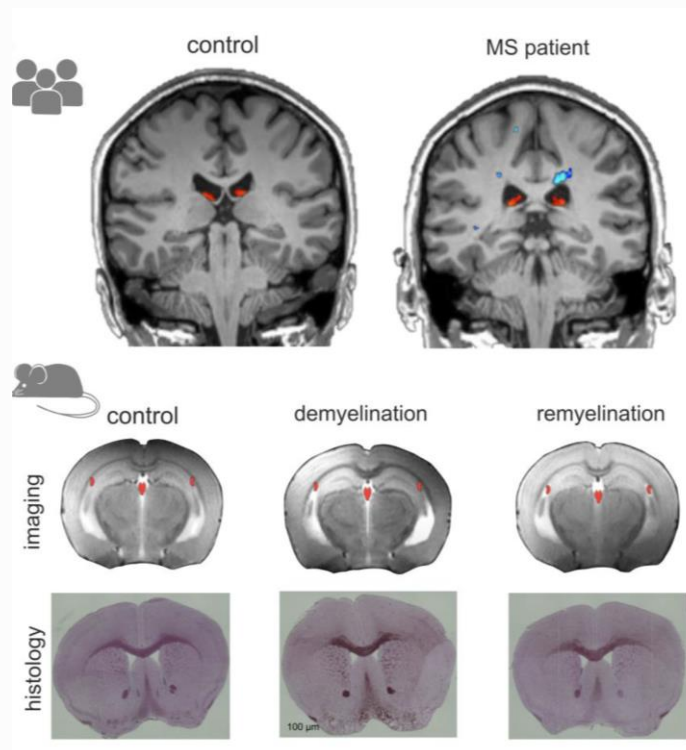 control
MS patient
control
demyelination
remyelination
imaging
histology
100 µm